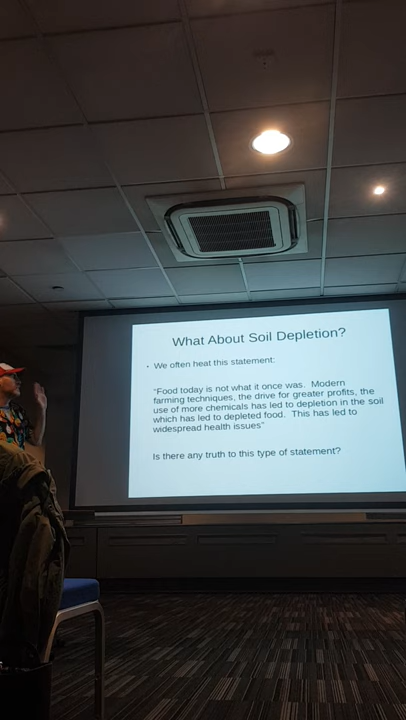 What About Soil Depletion?
• We often heat this statement:
"Food today is not what it once was. Modern
farming techniques, the drive for greater profits, the
use of more chemicals has led to depletion in the soil
which has led to depleted food. This has led to
widespread health issues"
Is there any truth to this type of statement?